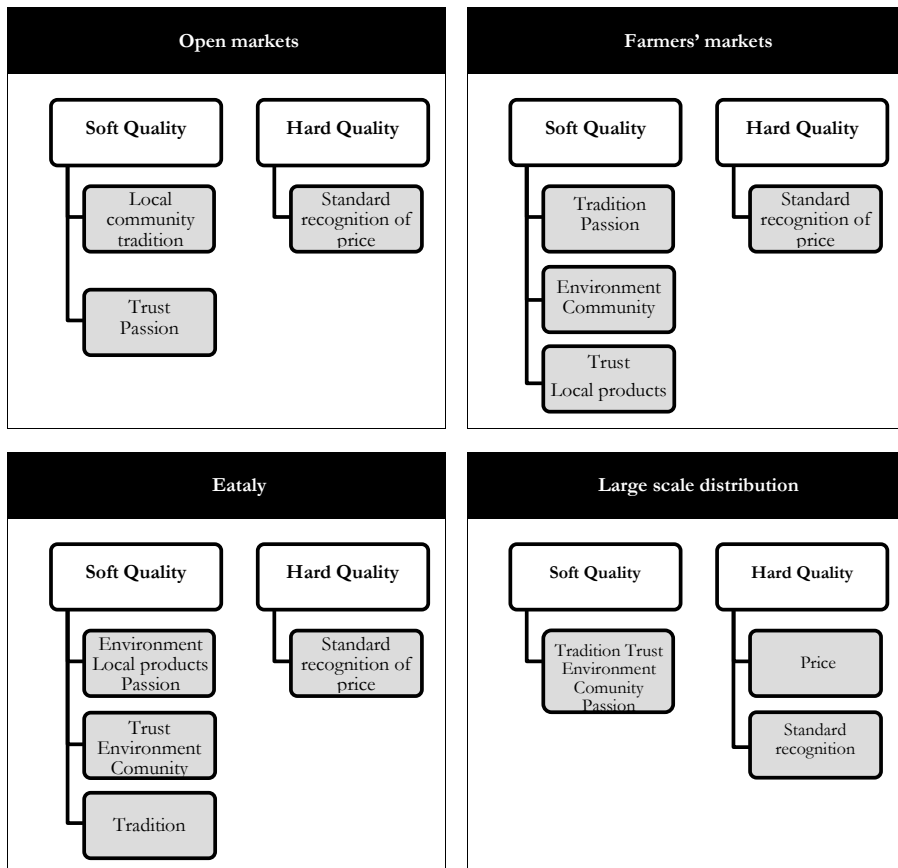 Open markets
Soft Quality
Hard Quality
Local
community
tradition
Trust
Passion
Standard
recognition of
price
Farmers’ markets
Soft Quality
Hard Quality
Tradition
Passion
Environment
Community
Trust
Local products
Standard
recognition of
price
Eataly
Soft Quality
Hard Quality
Environment
Local products
Passion
Trust
Environment
Comunity
Tradition
Standard
recognition of
price
Large scale distribution
Soft Quality
Hard Quality
Tradition Trust
Environment
Comunity
Passion
Price
Standard
recognition